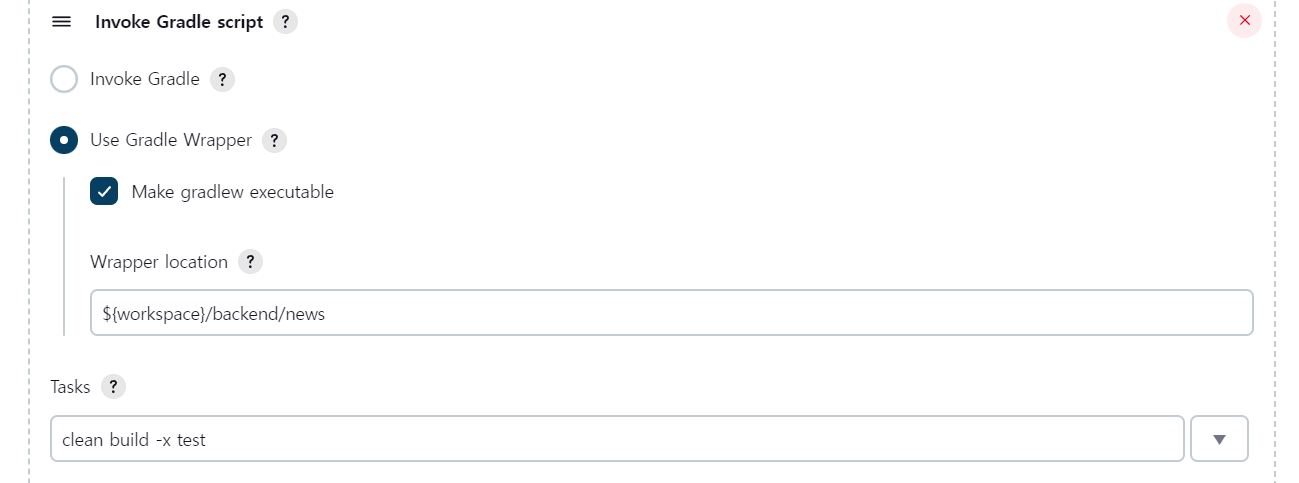 Invoke Gradle script ?
Invoke Gradle ?
Use Gradle Wrapper ?
Make gradlew executable
Wrapper location ?
${workspace}/backend/news
Tasks ?
clean build -x test